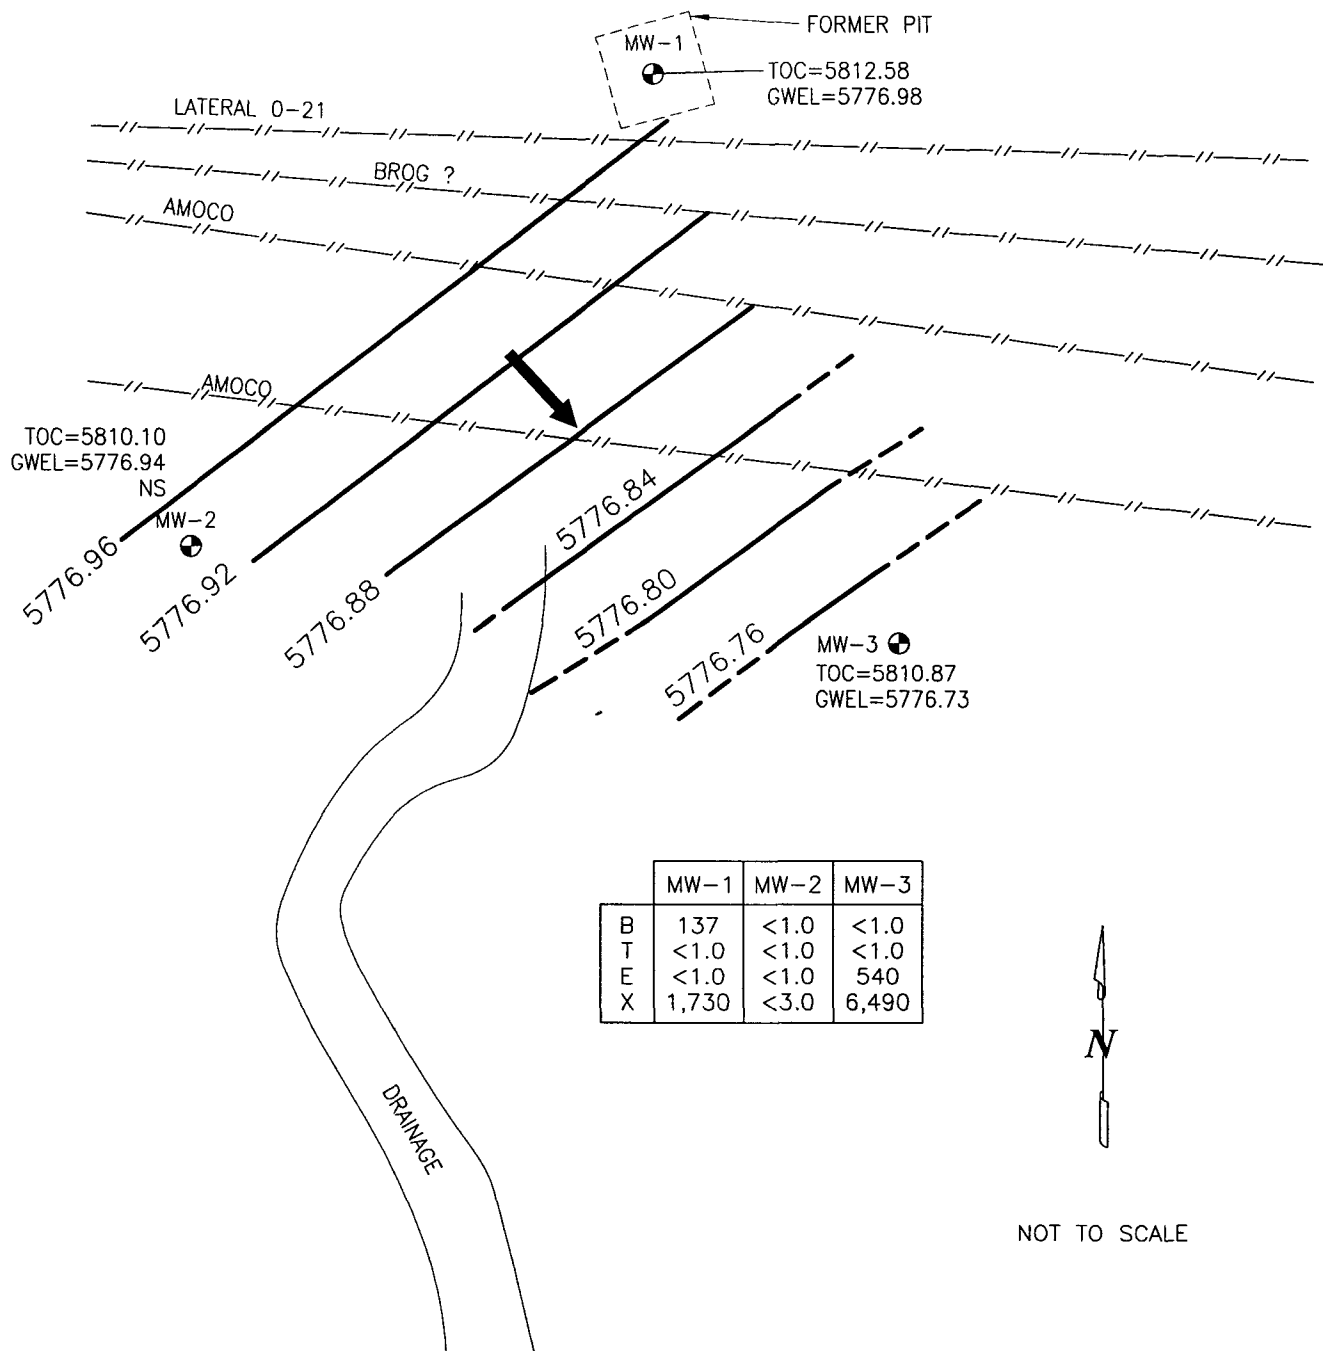 FORMER PIT
MW-1
TOC=5812.58
GWEL=5776.98
LATERAL O-21
BROG ?
AMOCO
AMOCO
TOC=5810.10
GWEL=5776.94
NS
MW-2
5776.96
5776.92
5776.88
5776.84
5776.80
5776.76
MW-3
TOC=5810.87
GWEL=5776.73
MW-1 MW-2 MW-3
B 137 <1.0 <1.0
T <1.0 <1.0 <1.0
E <1.0 <1.0 540
X 1,730 <3.0 6,490
N
DRAINAGE
NOT TO SCALE